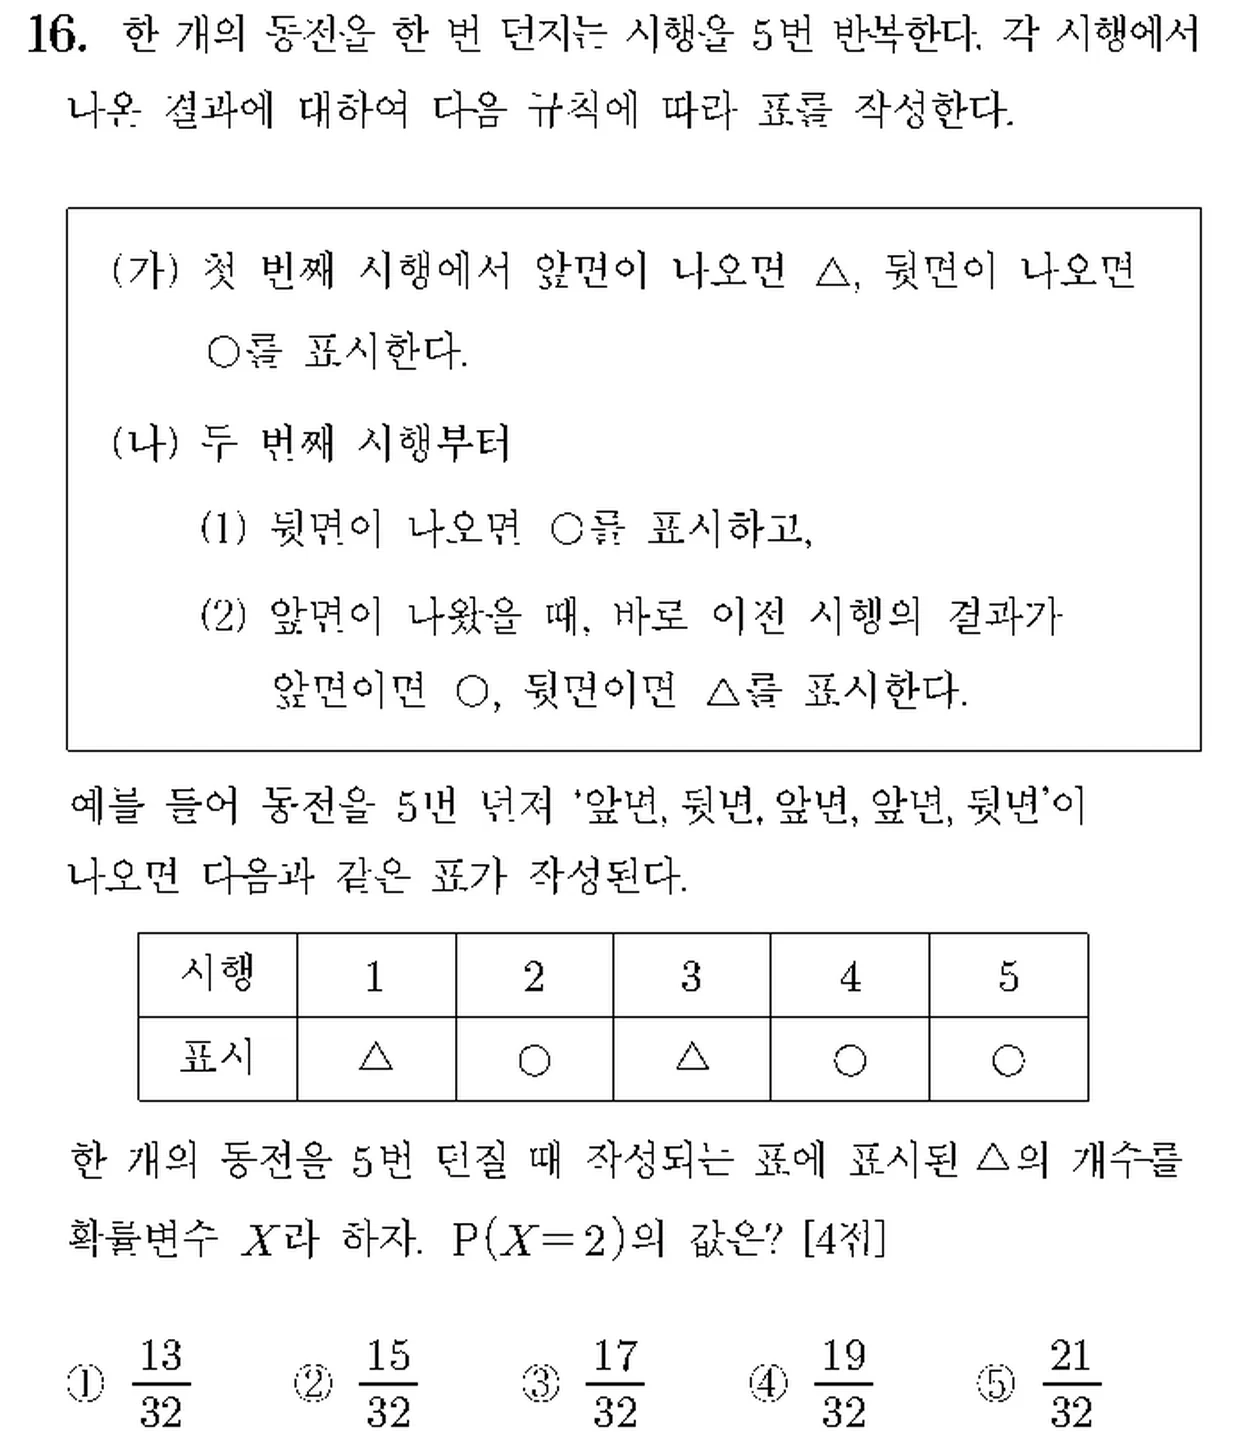 16. 한 개의 동전을 한 번 던지는 시행을 5번 반복한다. 각 시행에서
나온 결과에 대하여 다음 규칙에 따라 표를 작성한다.
(가) 첫 번째 시행에서 앞면이 나오면 △, 뒷면이 나오면
○를 표시한다.
(나) 두 번째 시행부터
(1) 뒷면이 나오면 ○를 표시하고,
(2) 앞면이 나왔을 때, 바로 이전 시행의 결과가
앞면이면 ○, 뒷면이면 △를 표시한다.
예를 들어 동전을 5번 던져 ‘앞면, 뒷면, 앞면, 앞면, 뒷면’이
나오면 다음과 같은 표가 작성된다.
시행 1 2 3 4 5
표시 △ ○ △ ○ ○
한 개의 동전을 5번 던질 때 작성되는 표에 표시된 △의 개수를
확률변수 X라 하자. P(X=2)의 값은? [4점]
① 13/32 ② 15/32 ③ 17/32 ④ 19/32 ⑤ 21/32